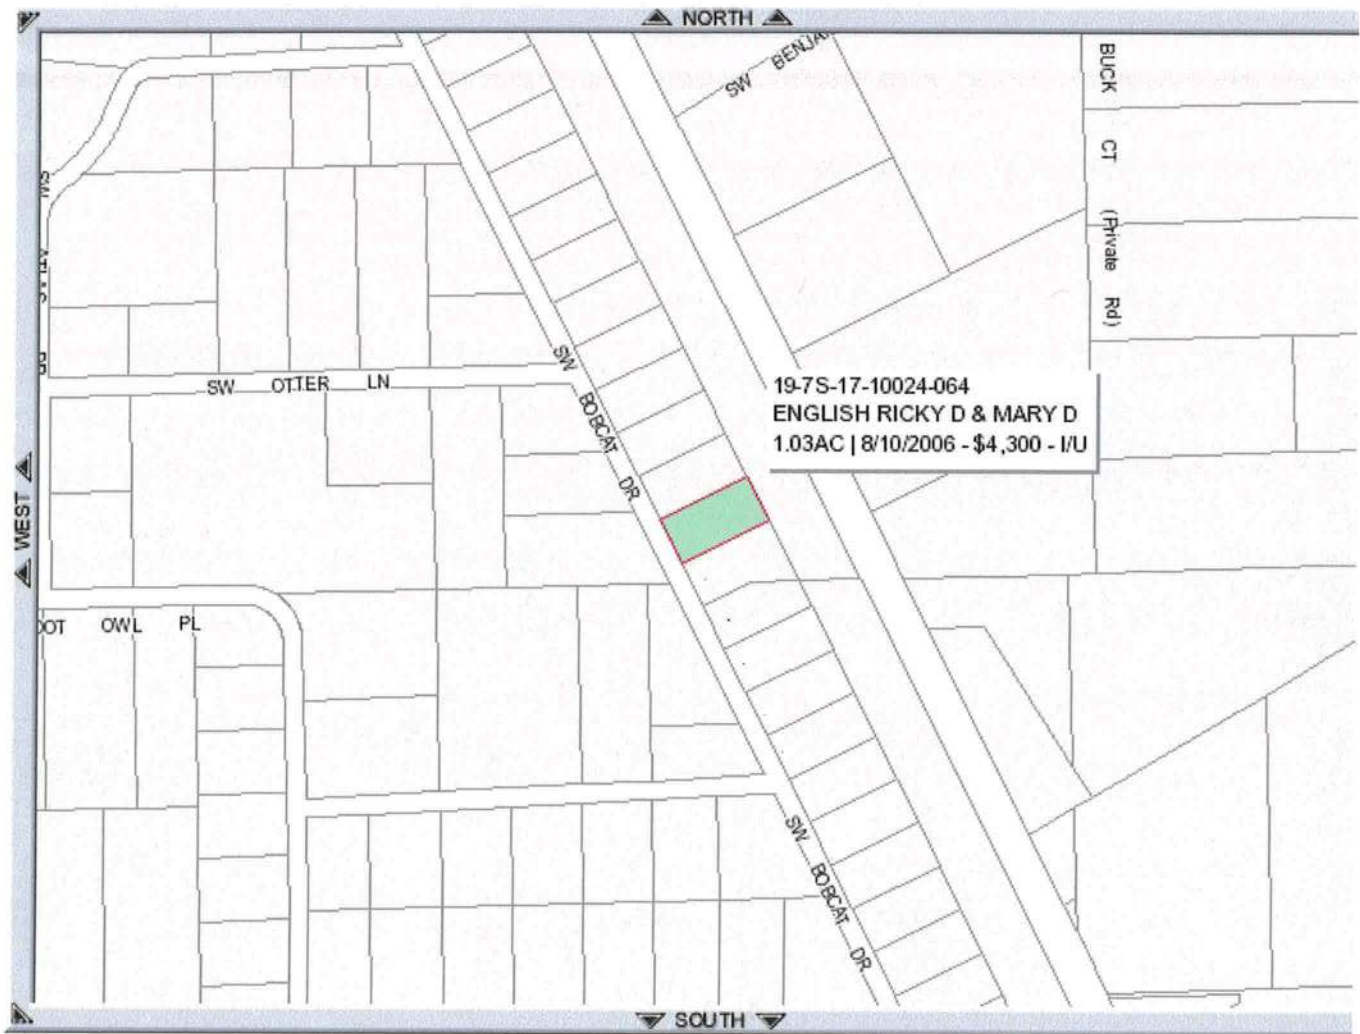 NORTH
SW BENJA
BUCK CT (Private Rd)
SW
WEST
SW OTTER LN
SW BOBCAT DR
19-7S-17-10024-064
ENGLISH RICKY D & MARY D
1.03AC | 8/10/2006 - $4,300 - I/U
OWL PL
SW BOBCAT DR
SOUTH